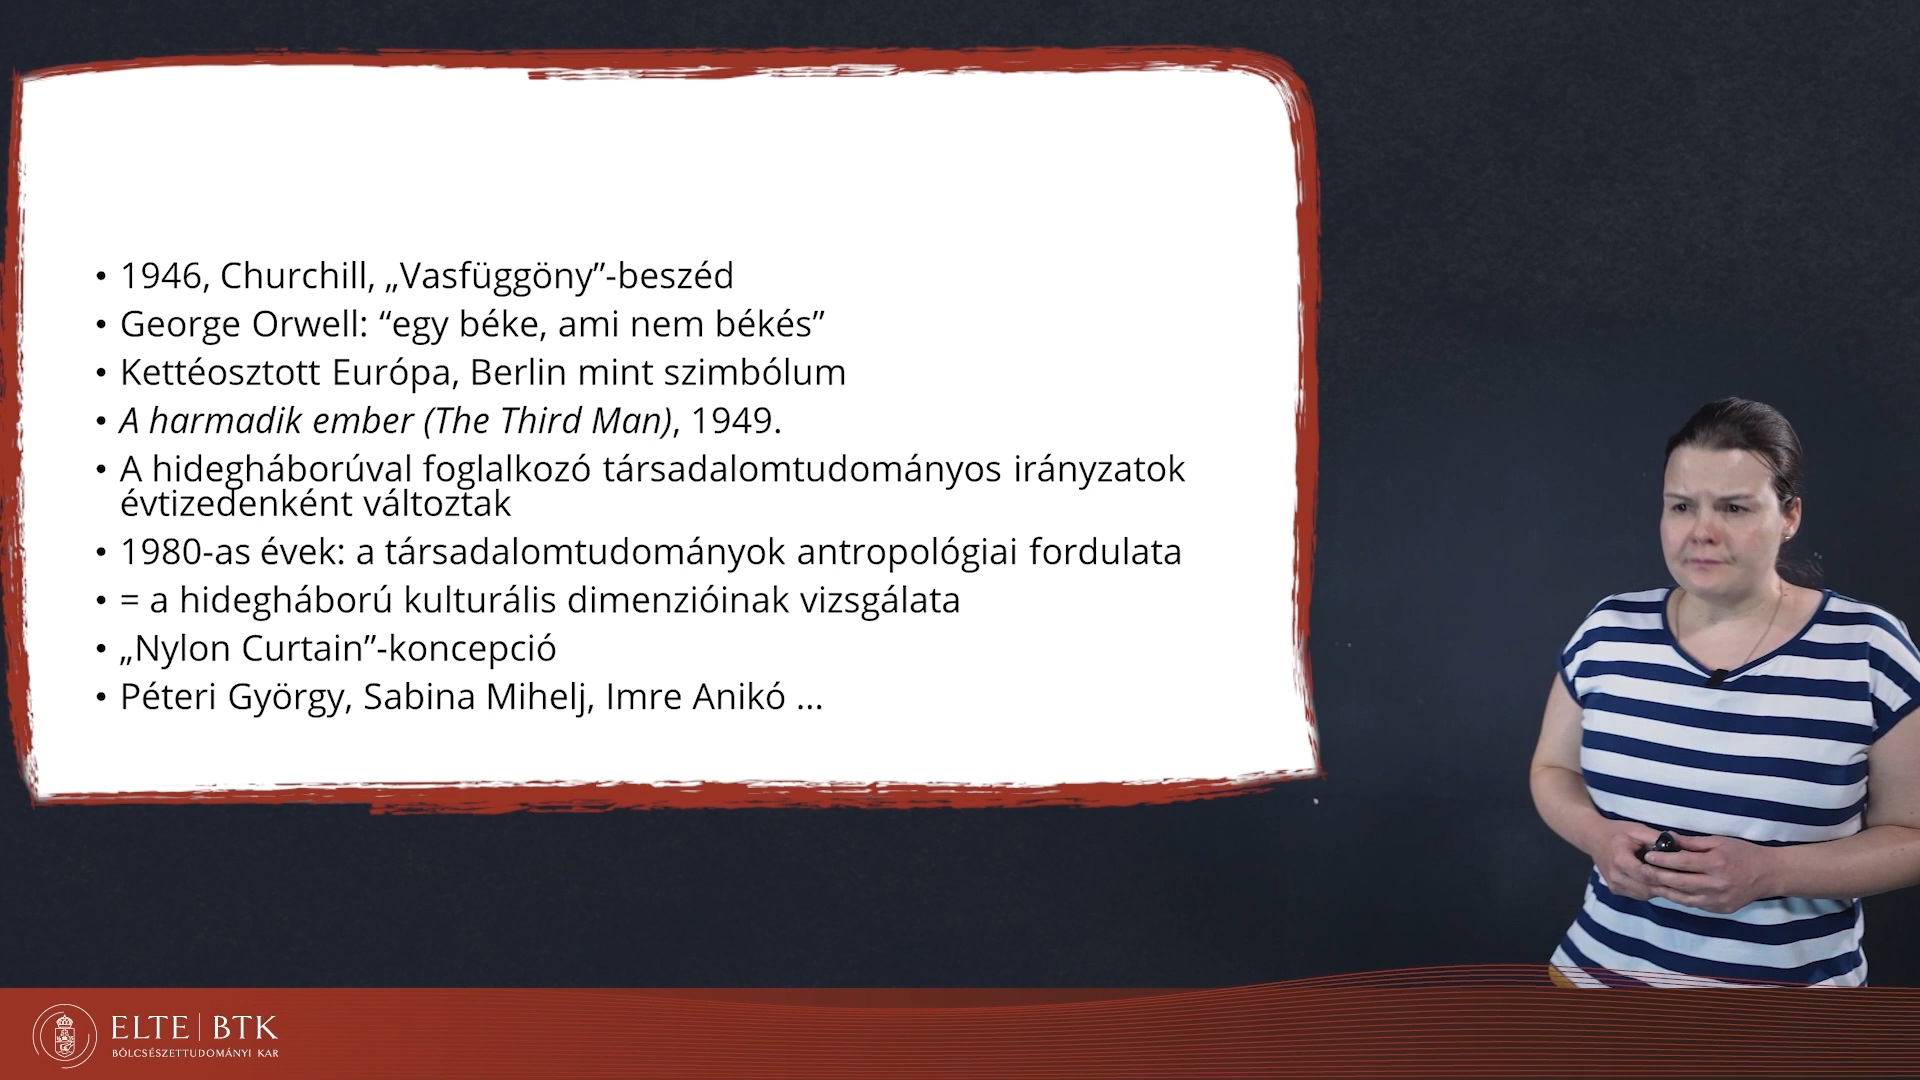 • 1946, Churchill, „Vasfüggöny”-beszéd
• George Orwell: “egy béke, ami nem békés”
• Kettéosztott Európa, Berlin mint szimbólum
• A harmadik ember (The Third Man), 1949.
• A hidegháborúval foglalkozó társadalomtudományos irányzatok
évtizedenként változtak
• 1980-as évek: a társadalomtudományok antropológiai fordulata
• = a hidegháború kulturális dimenzióinak vizsgálata
• „Nylon Curtain”-koncepció
• Péteri György, Sabina Mihelj, Imre Anikó ...
ELTE | BTK
BÖLCSÉSZETTUDOMÁNYI KAR